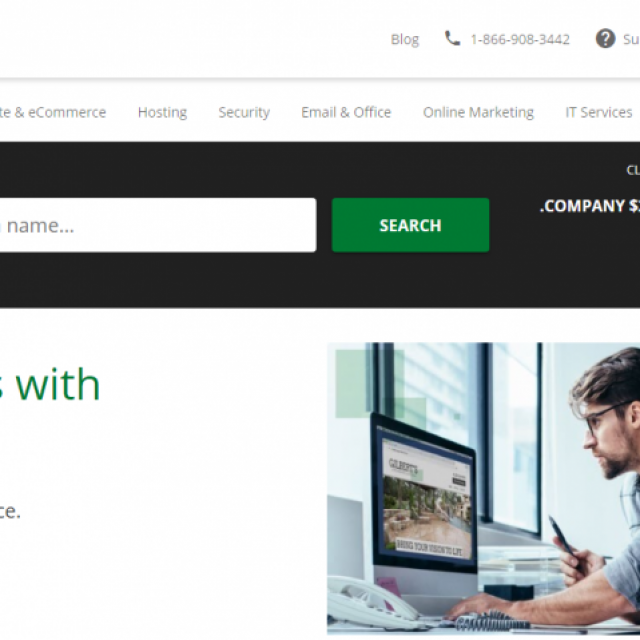 Blog 1-866-908-3442 ? Su
te & eCommerce Hosting Security Email & Office Online Marketing IT Services
CL
name... SEARCH .COMPANY $
s with
ce.
GILBERT'S
BRING YOUR VISION TO LIFE